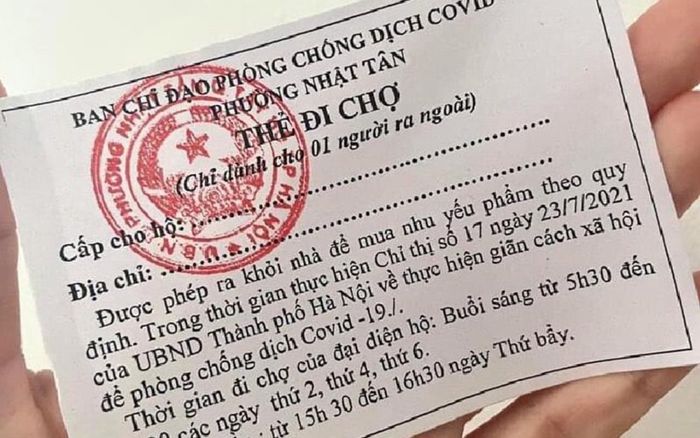 BAN CHỈ ĐẠO PHÒNG CHỐNG DỊCH COVID
PHƯỜNG NHẬT TÂN
THẺ ĐI CHỢ
(Chỉ dành cho 01 người ra ngoài)
Cấp cho hộ:
Địa chỉ:
Được phép ra khỏi nhà để mua nhu yếu phẩm theo quy
định. Trong thời gian thực hiện Chỉ thị số 17 ngày 23/7/2021
của UBND Thành phố Hà Nội về thực hiện giãn cách xã hội
để phòng chống dịch Covid -19./.
Thời gian đi chợ của đại diện hộ: Buổi sáng từ 5h30 đến
các ngày thứ 2, thứ 4, thứ 6.
: từ 15h 30 đến 16h30 ngày Thứ bẩy.